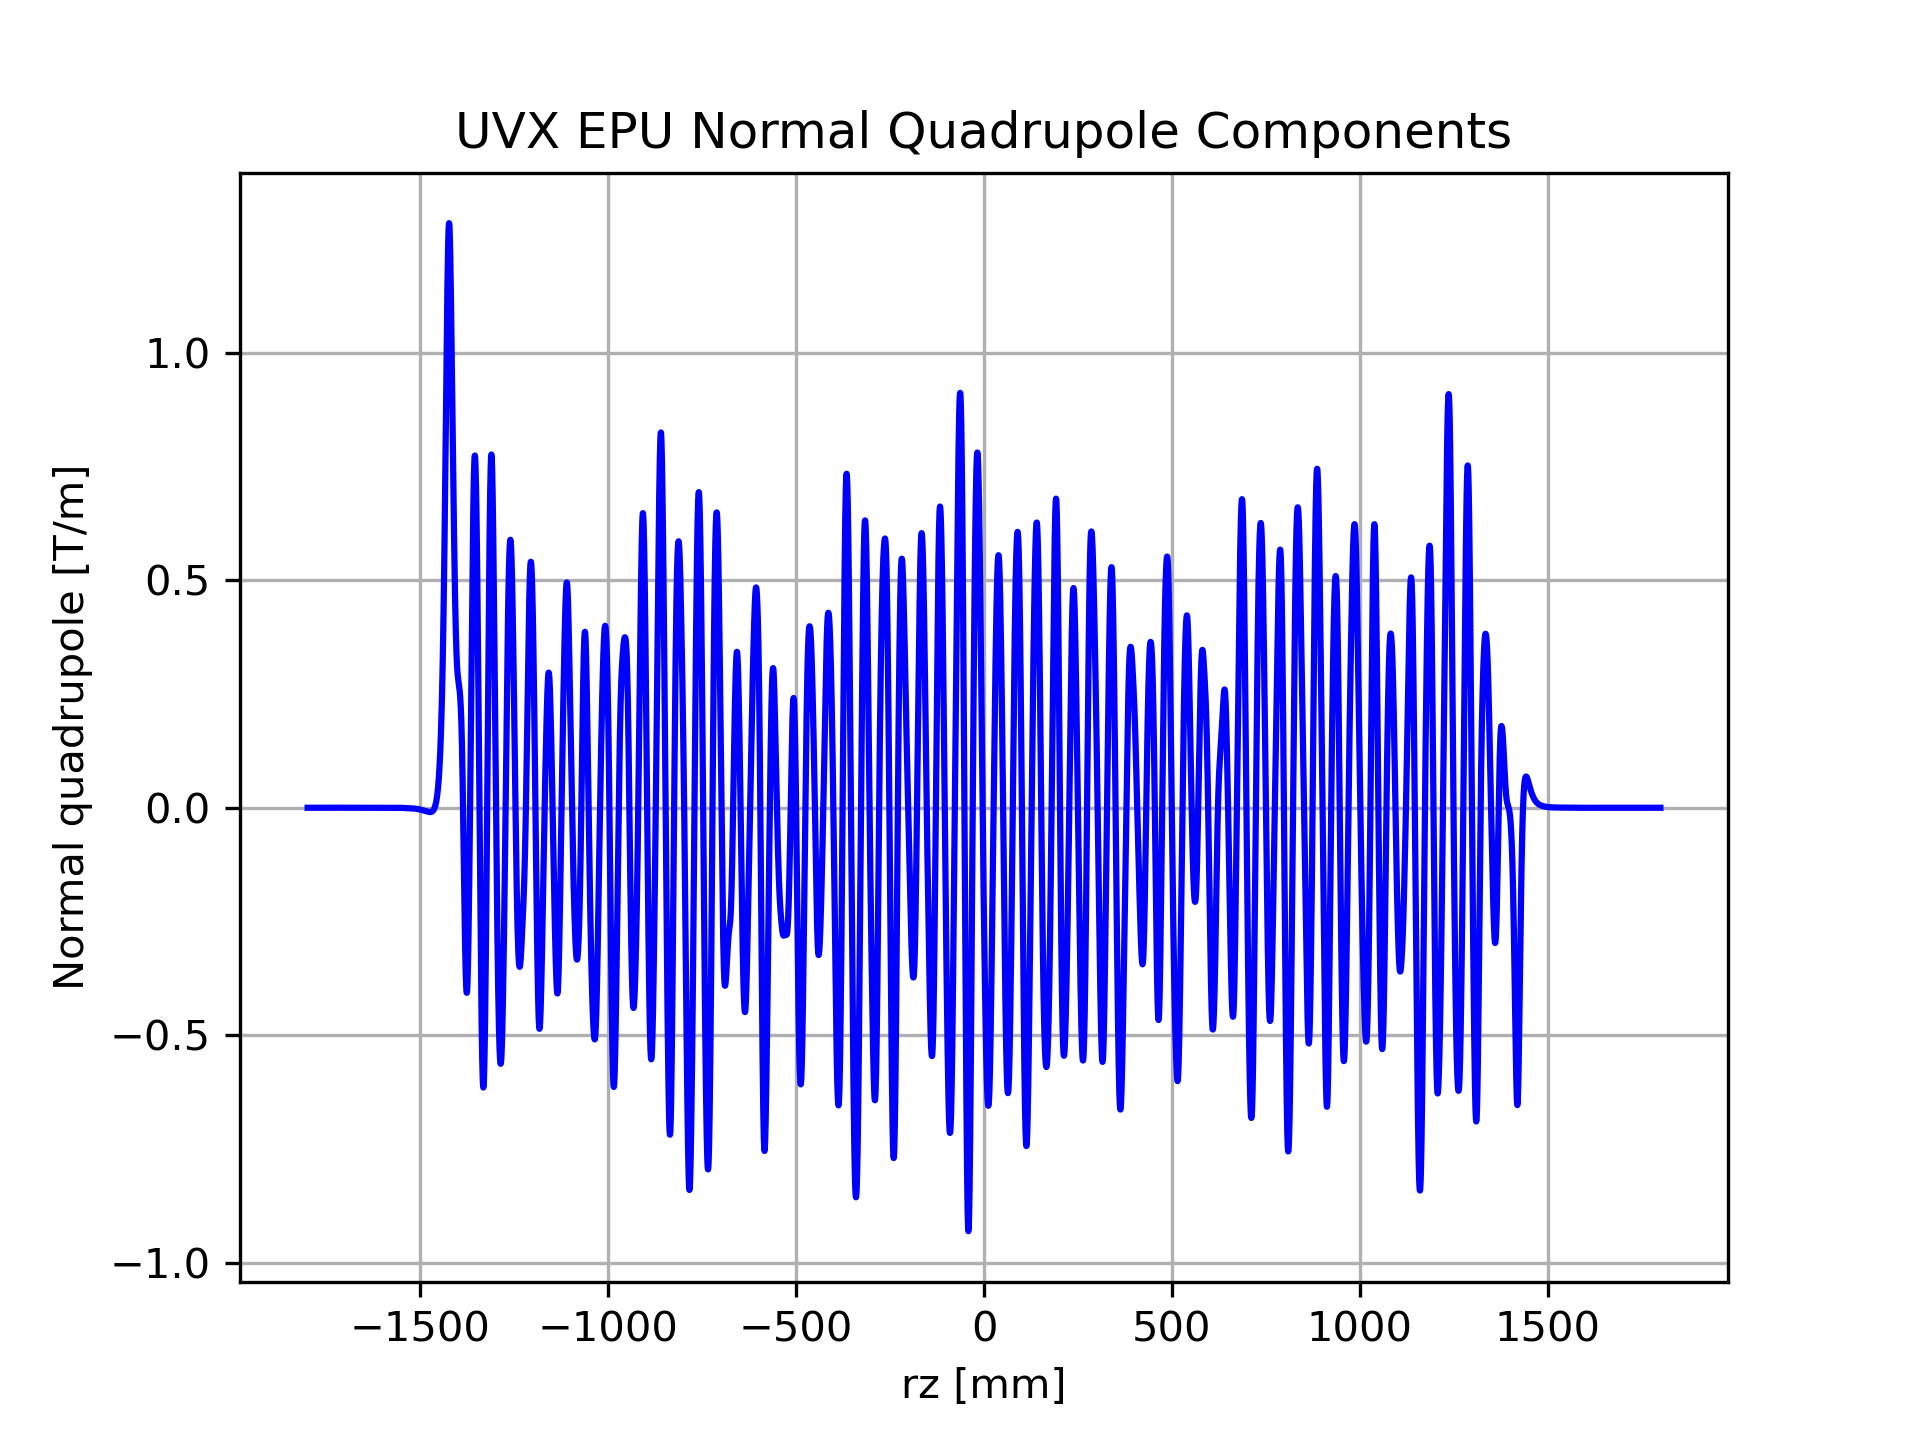 UVX EPU Normal Quadrupole Components
Normal quadrupole [T/m]
1.0
0.5
0.0
−0.5
−1.0
−1500 −1000 −500 0 500 1000 1500
rz [mm]